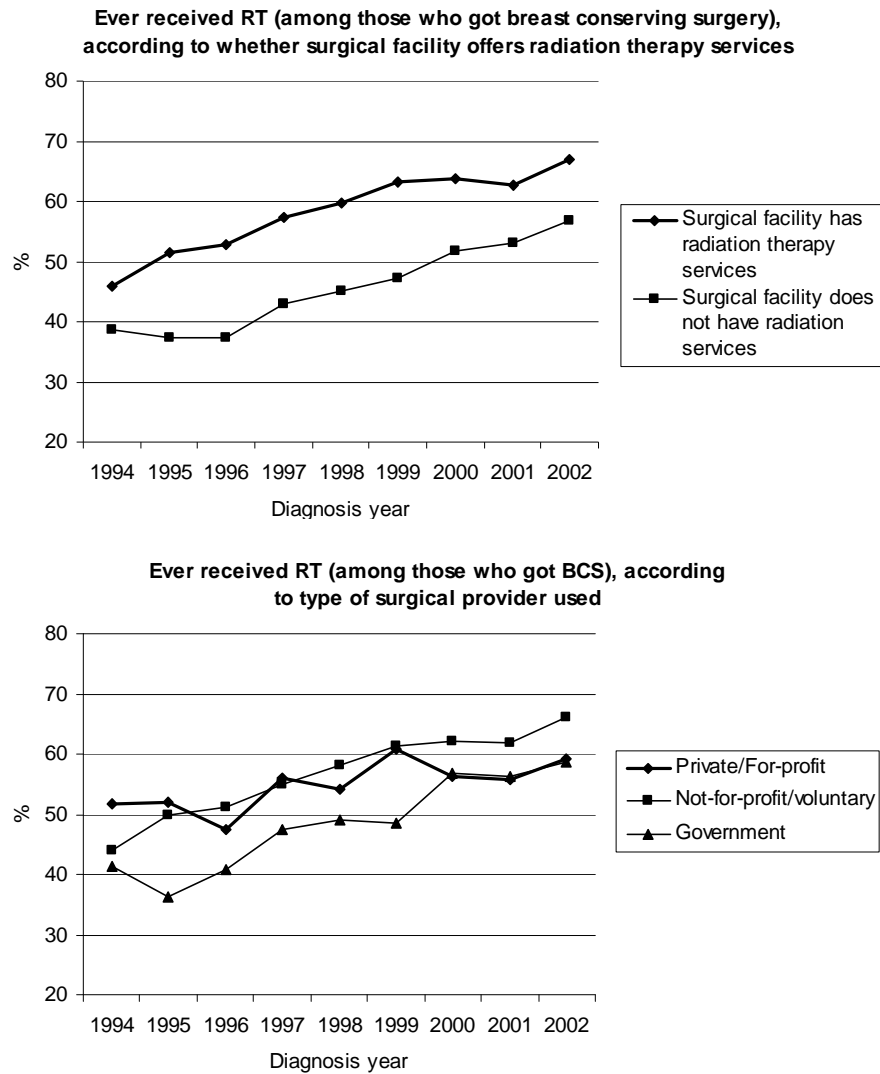 Ever received RT (among those who got breast conserving surgery),
according to whether surgical facility offers radiation therapy services
80
70
60
50
40
30
20
%
1994 1995 1996 1997 1998 1999 2000 2001 2002
Diagnosis year
Surgical facility has
radiation therapy
services
Surgical facility does
not have radiation
services
Ever received RT (among those who got BCS), according
to type of surgical provider used
80
70
60
50
40
30
20
%
1994 1995 1996 1997 1998 1999 2000 2001 2002
Diagnosis year
Private/For-profit
Not-for-profit/voluntary
Government